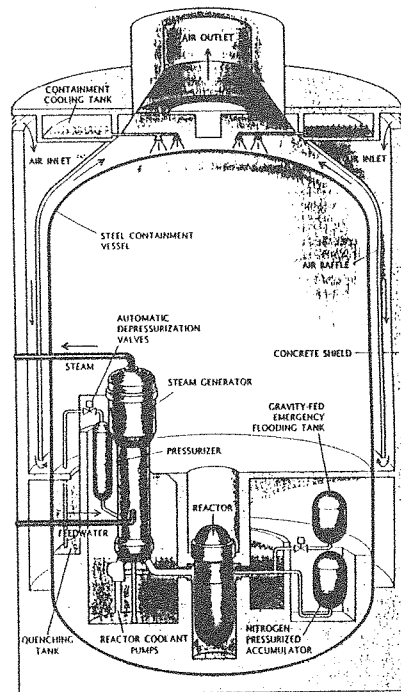 AIR OUTLET
CONTAINMENT
COOLING TANK
AIR INLET
AIR INLET
STEEL CONTAINMENT
VESSEL
AIR BAFFLE
AUTOMATIC
DEPRESSURIZATION
VALVES
CONCRETE SHIELD
STEAM
STEAM GENERATOR
GRAVITY-FED
EMERGENCY
FLOODING TANK
PRESSURIZER
REACTOR
FEEDWATER
QUENCHING
TANK
REACTOR COOLANT
PUMPS
NITROGEN
PRESSURIZED
ACCUMULATOR